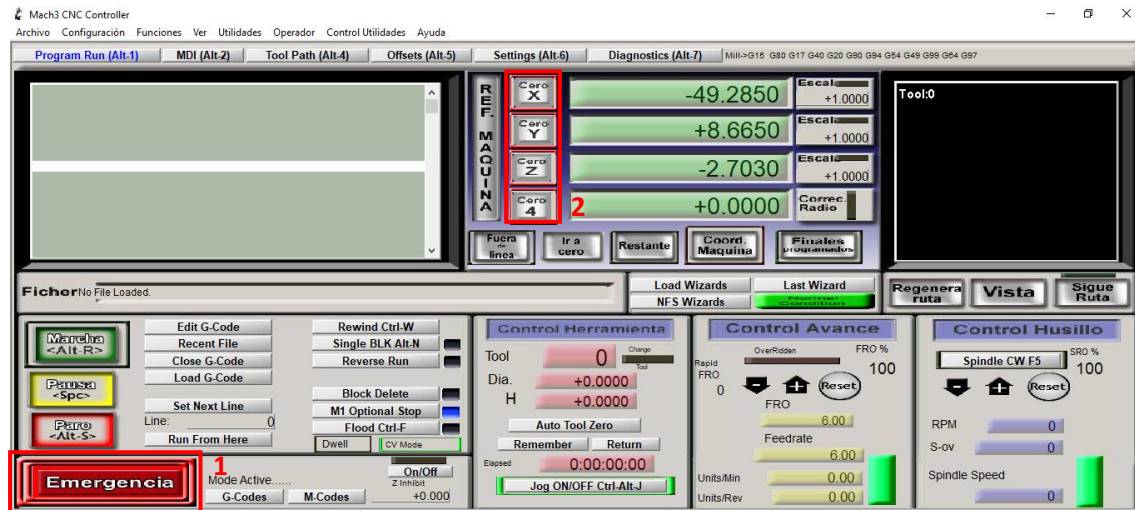 Mach3 CNC Controller
Archivo Configuración Funciones Ver Utilidades Operador Control Utilidades Ayuda
Program Run (Alt-1) MDI (Alt-2) Tool Path (Alt-4) Offsets (Alt-5) Settings (Alt-6) Diagnostics (Alt-7) Mill->G15 G80 G17 G40 G20 G90 G94 G54 G49 G99 G64 G97
REF. MAQUINA
Cero X -49.2850 Escala +1.0000
Cero Y +8.6650 Escala +1.0000
Cero Z -2.7030 Escala +1.0000
Cero 4 2 +0.0000 Correc. Radio
Fuera de linea Ir a cero Restante Coord. Maquina Finales programados
Tool:0
Ficher No File Loaded.
Load Wizards Last Wizard
NFS Wizards Normal Condition
Regenera ruta Vista Sigue Ruta
Marcha <Alt-R>
Pausa <Spc>
Paro <Alt-S>
Emergencia 1
Edit G-Code Rewind Ctrl-W
Recent File Single BLK Alt-N
Close G-Code Reverse Run
Load G-Code
Block Delete
Set Next Line M1 Optional Stop
Line: 0 Flood Ctrl-F
Run From Here Dwell CV Mode
Mode Active......
G-Codes M-Codes
On/Off
Z Inhibit
+0.000
Control Herramienta
Tool 0 Change Tool
Dia. +0.0000
H +0.0000
Auto Tool Zero
Remember Return
Elapsed 0:00:00:00
Jog ON/OFF Ctrl-Alt-J
Control Avance
OverRidden FRO %
Rapid FRO 100
0 Reset
FRO
6.00
Feedrate
6.00
Units/Min 0.00
Units/Rev 0.00
Control Husillo
Spindle CW F5 SRO %
100
Reset
RPM 0
S-ov 0
Spindle Speed
0